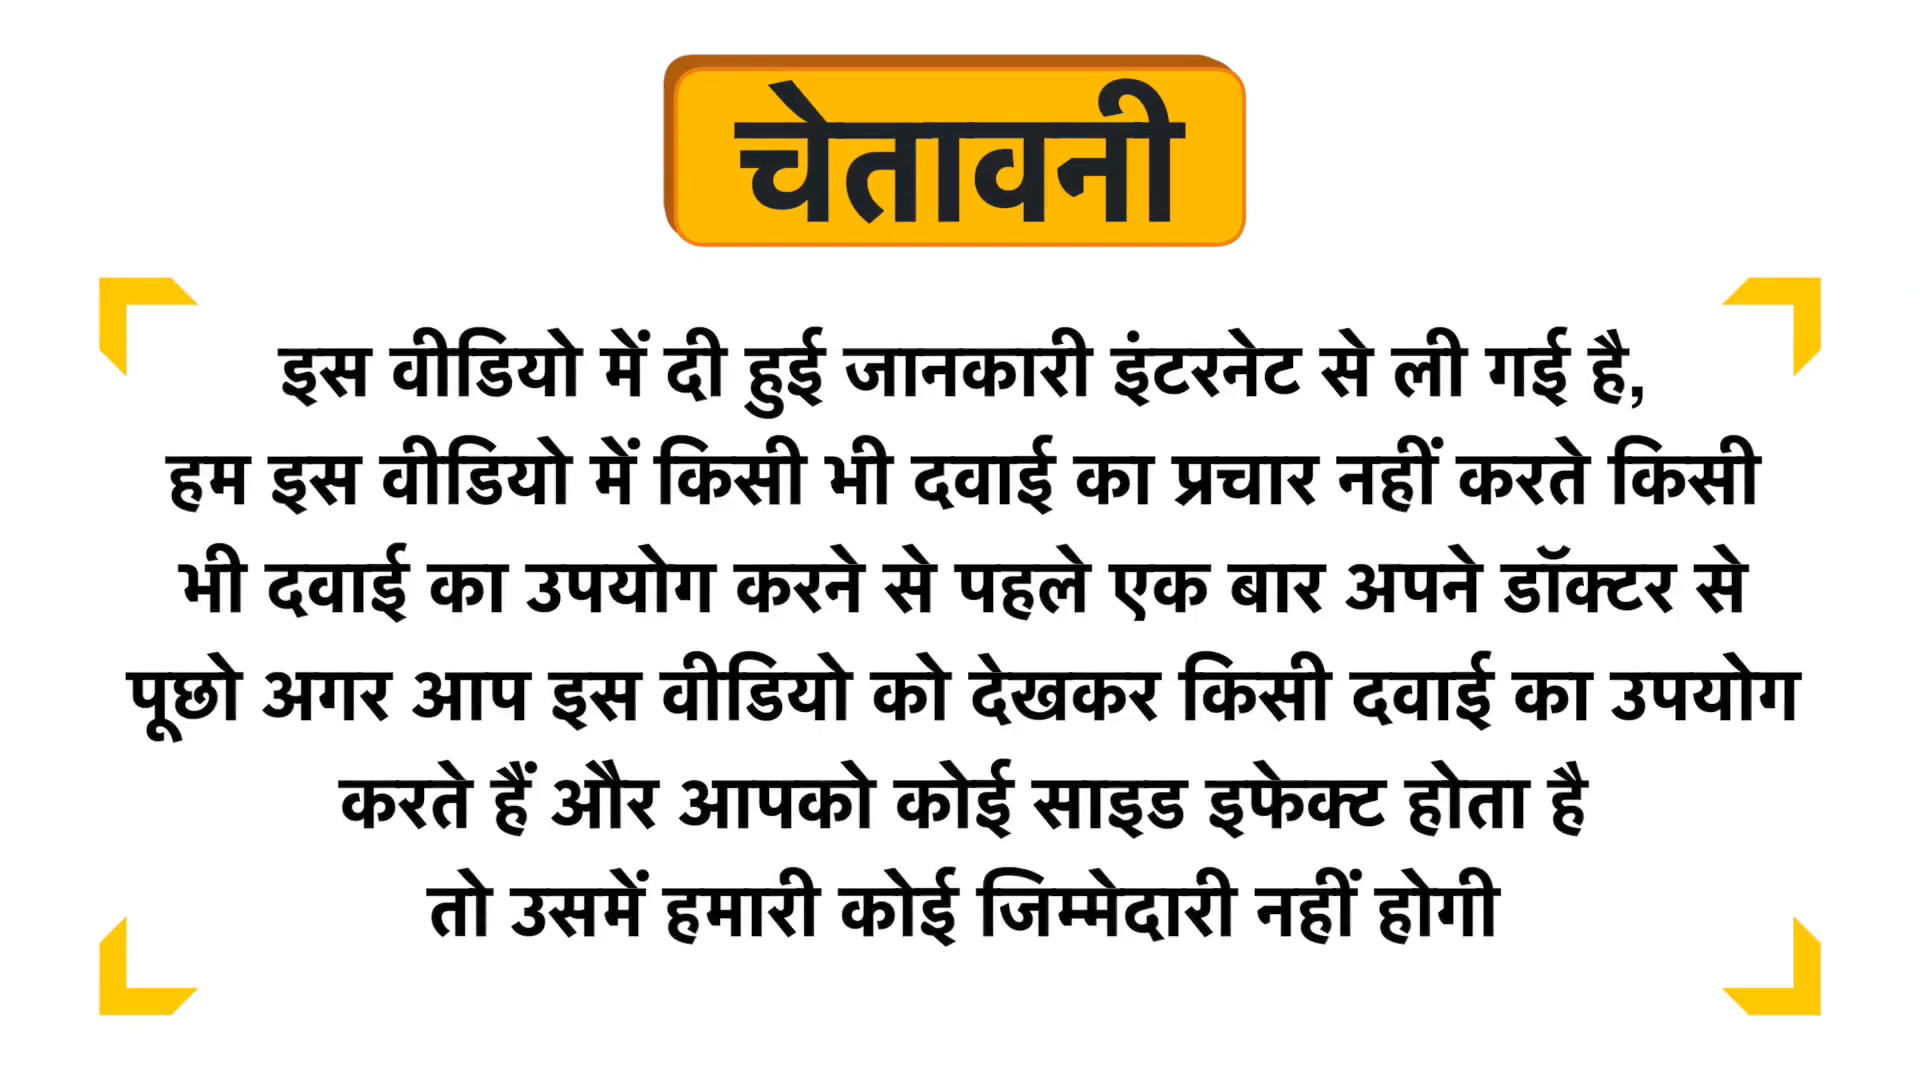 चेतावनी
इस वीडियो में दी हुई जानकारी इंटरनेट से ली गई है,
हम इस वीडियो में किसी भी दवाई का प्रचार नहीं करते किसी
भी दवाई का उपयोग करने से पहले एक बार अपने डॉक्टर से
पूछो अगर आप इस वीडियो को देखकर किसी दवाई का उपयोग
करते हैं और आपको कोई साइड इफेक्ट होता है
तो उसमें हमारी कोई जिम्मेदारी नहीं होगी